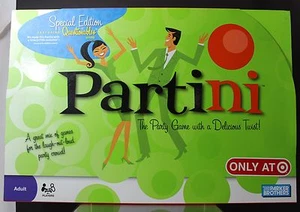 Special Edition
Questionables
Partini
The Party Game with a Delicious Twist!
A great mix of games
for the laugh-out-loud
party crowd!
ONLY AT
Adult
PARKER
BROTHERS